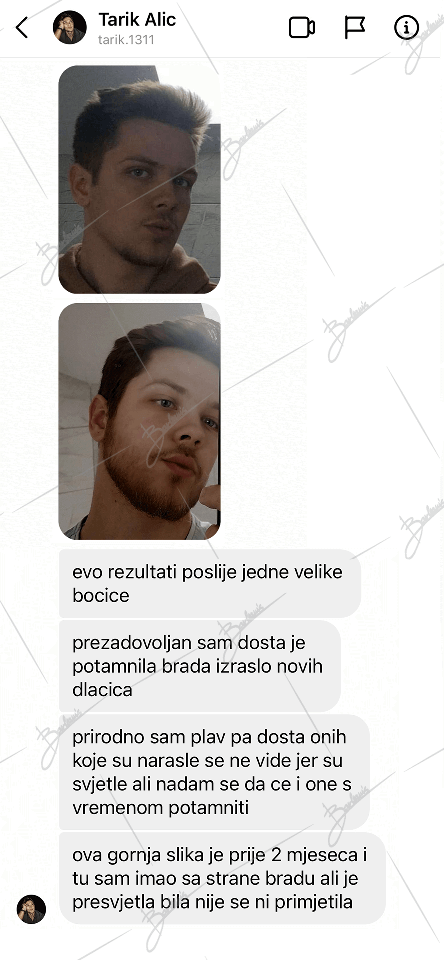 Tarik Alic
tarik.1311
evo rezultati poslije jedne velike
bocice
prezadovoljan sam dosta je
potamnila brada izraslo novih
dlacica
prirodno sam plav pa dosta onih
koje su narasle se ne vide jer su
svjetle ali nadam se da ce i one s
vremenom potamniti
ova gornja slika je prije 2 mjeseca i
tu sam imao sa strane bradu ali je
presvjetla bila nije se ni primjetila